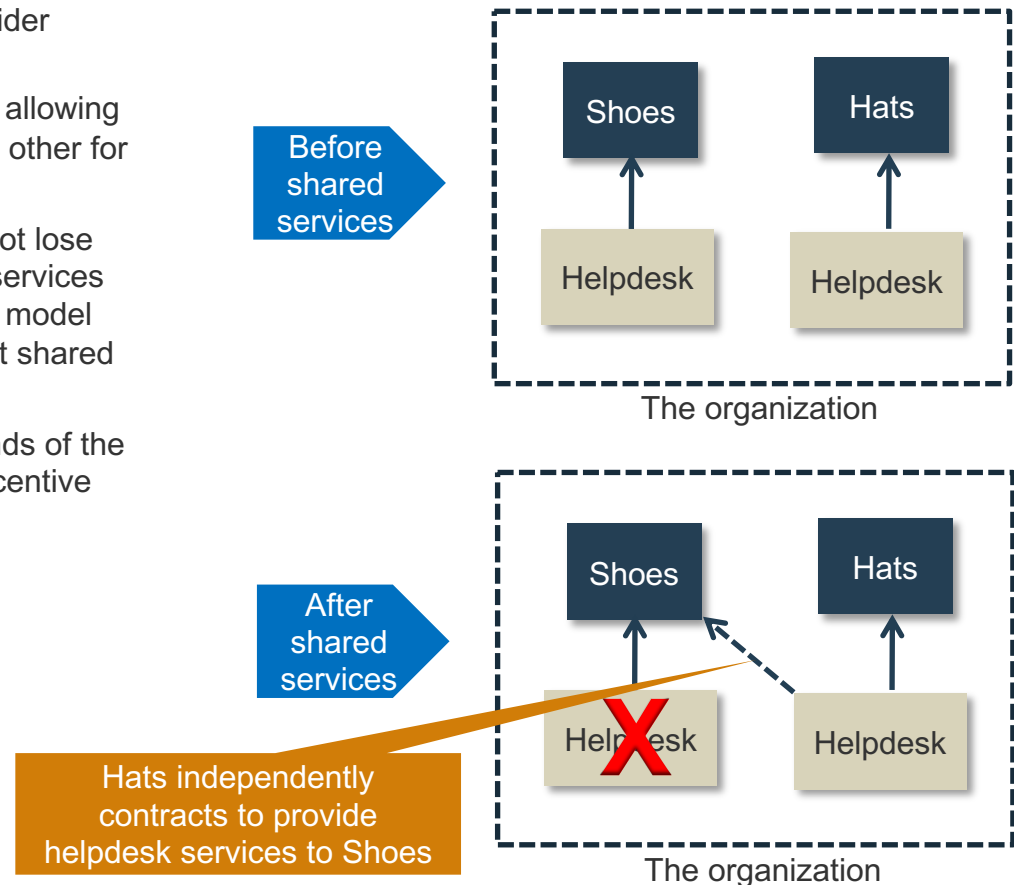 ider
allowing
other for
ot lose
services
model
t shared
nds of the
centive
Before
shared
services
Shoes
Hats
Helpdesk
Helpdesk
The organization
After
shared
services
Shoes
Hats
Helpdesk
Helpdesk
X
Hats independently
contracts to provide
helpdesk services to Shoes
The organization